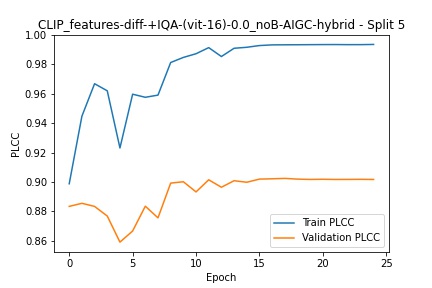 CLIP_features-diff-+IQA-(vit-16)-0.0_noB-AIGC-hybrid - Split 5
1.00
0.98
0.96
0.94
0.92
0.90
0.88
0.86
PLCC
Train PLCC
Validation PLCC
0 5 10 15 20 25
Epoch